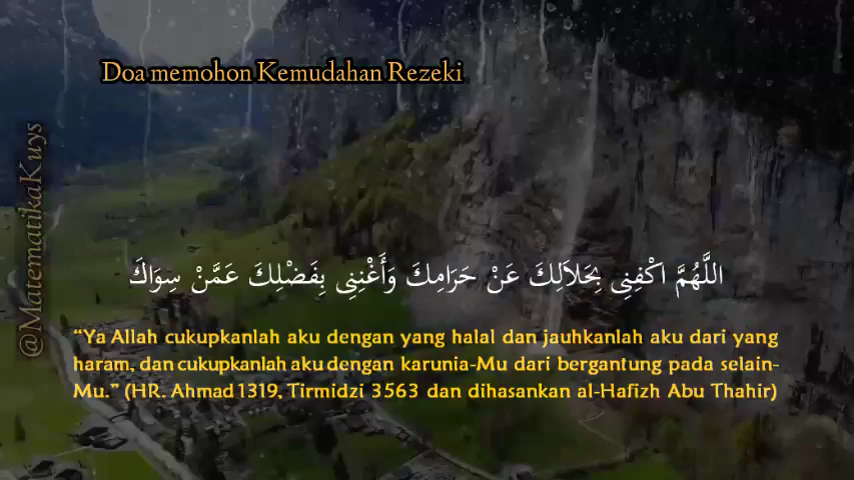 Doa memohon Kemudahan Rezeki
@MatematikaKuys
اللَّهُمَّ اكْفِنِى بِحَلاَلِكَ عَنْ حَرَامِكَ وَأَغْنِنِى بِفَضْلِكَ عَمَّنْ سِوَاكَ
“Ya Allah cukupkanlah aku dengan yang halal dan jauhkanlah aku dari yang
haram, dan cukupkanlah aku dengan karunia-Mu dari bergantung pada selain-
Mu.” (HR. Ahmad 1319, Tirmidzi 3563 dan dihasankan al-Hafizh Abu Thahir)